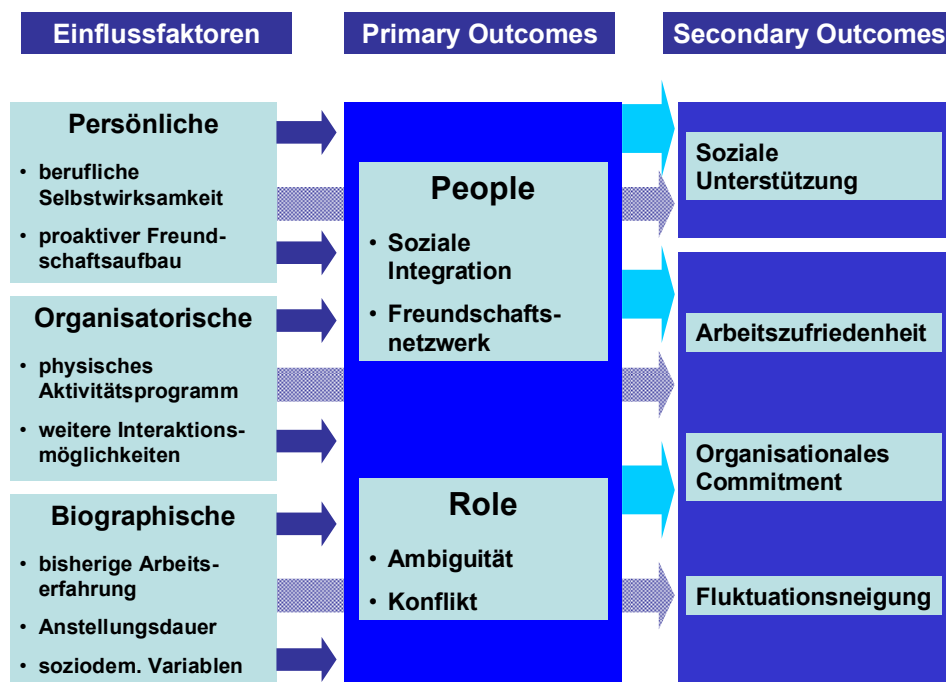 Einflussfaktoren
Primary Outcomes
Secondary Outcomes
Persönliche
• berufliche
Selbstwirksamkeit
• proaktiver Freund-
schaftsaufbau
Organisatorische
• physisches
Aktivitätsprogramm
• weitere Interaktions-
möglichkeiten
Biographische
• bisherige Arbeits-
erfahrung
• Anstellungsdauer
• soziodem. Variablen
People
• Soziale
Integration
• Freundschafts-
netzwerk
Role
• Ambiguität
• Konflikt
Soziale
Unterstützung
Arbeitszufriedenheit
Organisationales
Commitment
Fluktuationsneigung